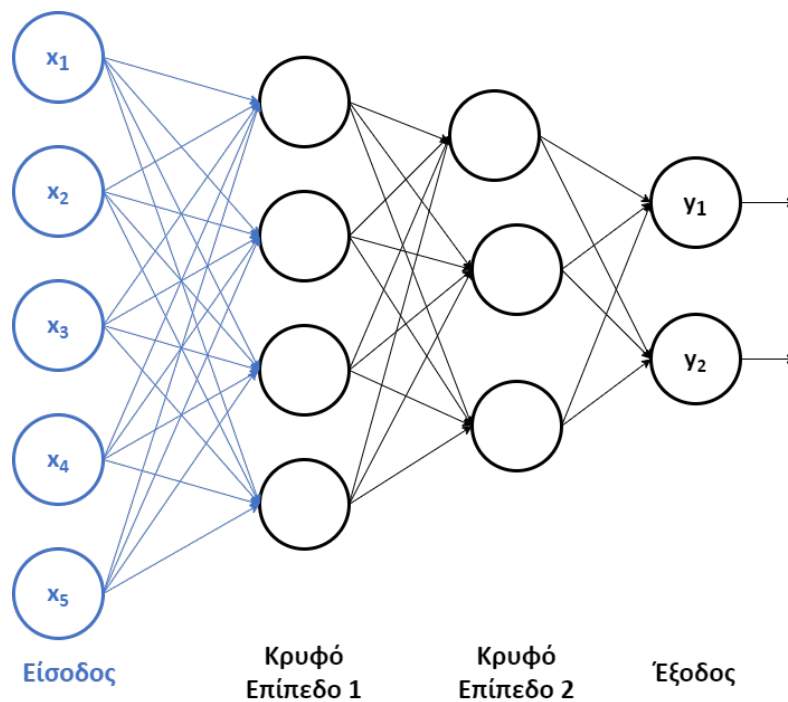 x1
x2
x3
x4
x5
y1
y2
Είσοδος
Κρυφό
Επίπεδο 1
Κρυφό
Επίπεδο 2
Έξοδος